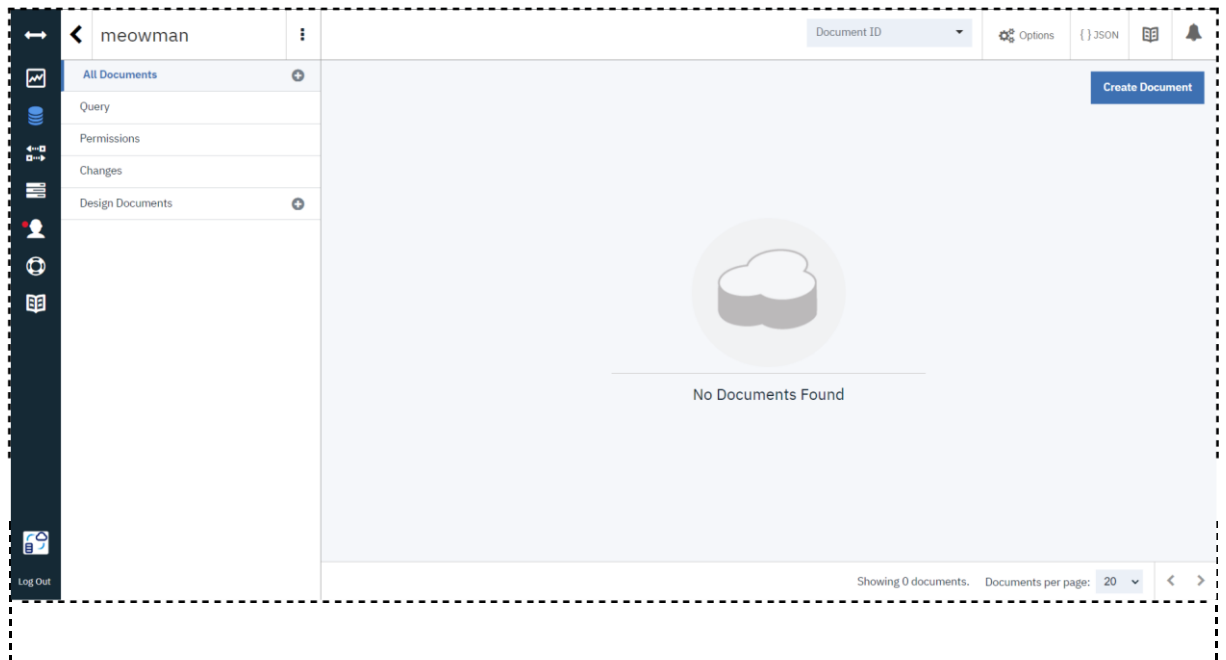 meowman
Document ID
Options
{ } JSON
All Documents
Query
Permissions
Changes
Design Documents
Create Document
No Documents Found
Log Out
Showing 0 documents. Documents per page: 20